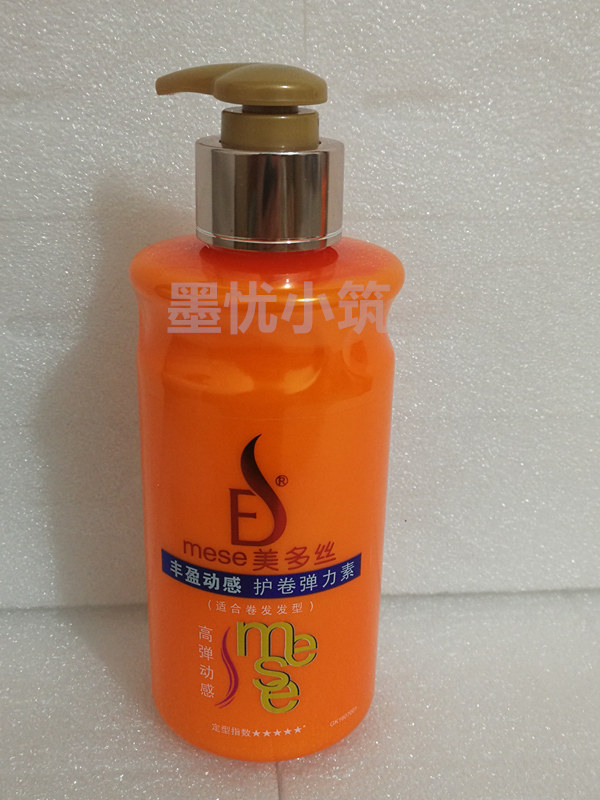 墨忧小筑
ES®
mese美多丝
丰盈动感 护卷弹力素
(适合卷发发型)
高弹动感
mese
定型指数★★★★★